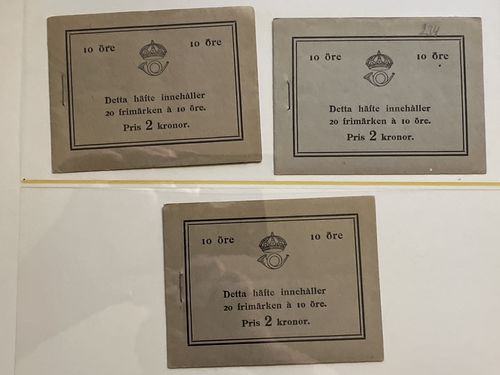 10 öre 10 öre
Detta häfte innehåller
20 frimärken à 10 öre.
Pris 2 kronor.
234
10 öre 10 öre
Detta häfte innehåller
20 frimärken à 10 öre.
Pris 2 kronor.
10 öre 10 öre
Detta häfte innehåller
20 frimärken à 10 öre.
Pris 2 kronor.